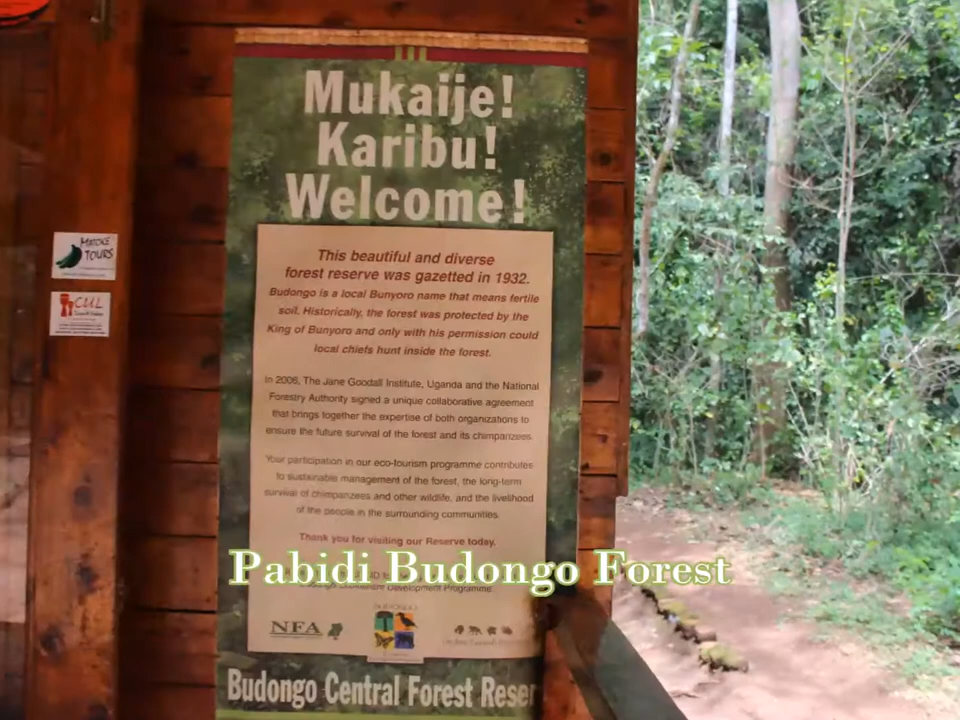 Mukaije!
Karibu!
Welcome!
This beautiful and diverse
forest reserve was gazetted in 1932.
Budongo is a local Bunyoro name that means fertile
soil. Historically, the forest was protected by the
King of Bunyoro and only with his permission could
local chiefs hunt inside the forest.
In 2006, The Jane Goodall Institute, Uganda and the National
Forestry Authority signed a unique collaborative agreement
that brings together the expertise of both organizations to
ensure the future survival of the forest and its chimpanzees.
Your participation in our eco-tourism programme contributes
to sustainable management of the forest, the long-term
survival of chimpanzees and other wildlife, and the livelihood
of the people in the surrounding communities.
Thank you for visiting our Reserve today.
Pabidi Budongo Forest
Development Programme.
NFA
BUDONGO
Budongo Central Forest Reser
MATOKE
TOURS
CUL